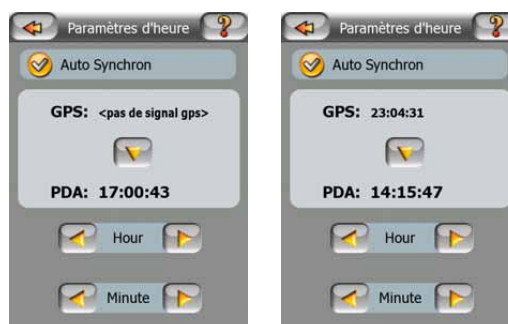 Paramètres d'heure
Auto Synchron
GPS: <pas de signal gps>
PDA: 17:00:43
Hour
Minute
Paramètres d'heure
Auto Synchron
GPS: 23:04:31
PDA: 14:15:47
Hour
Minute